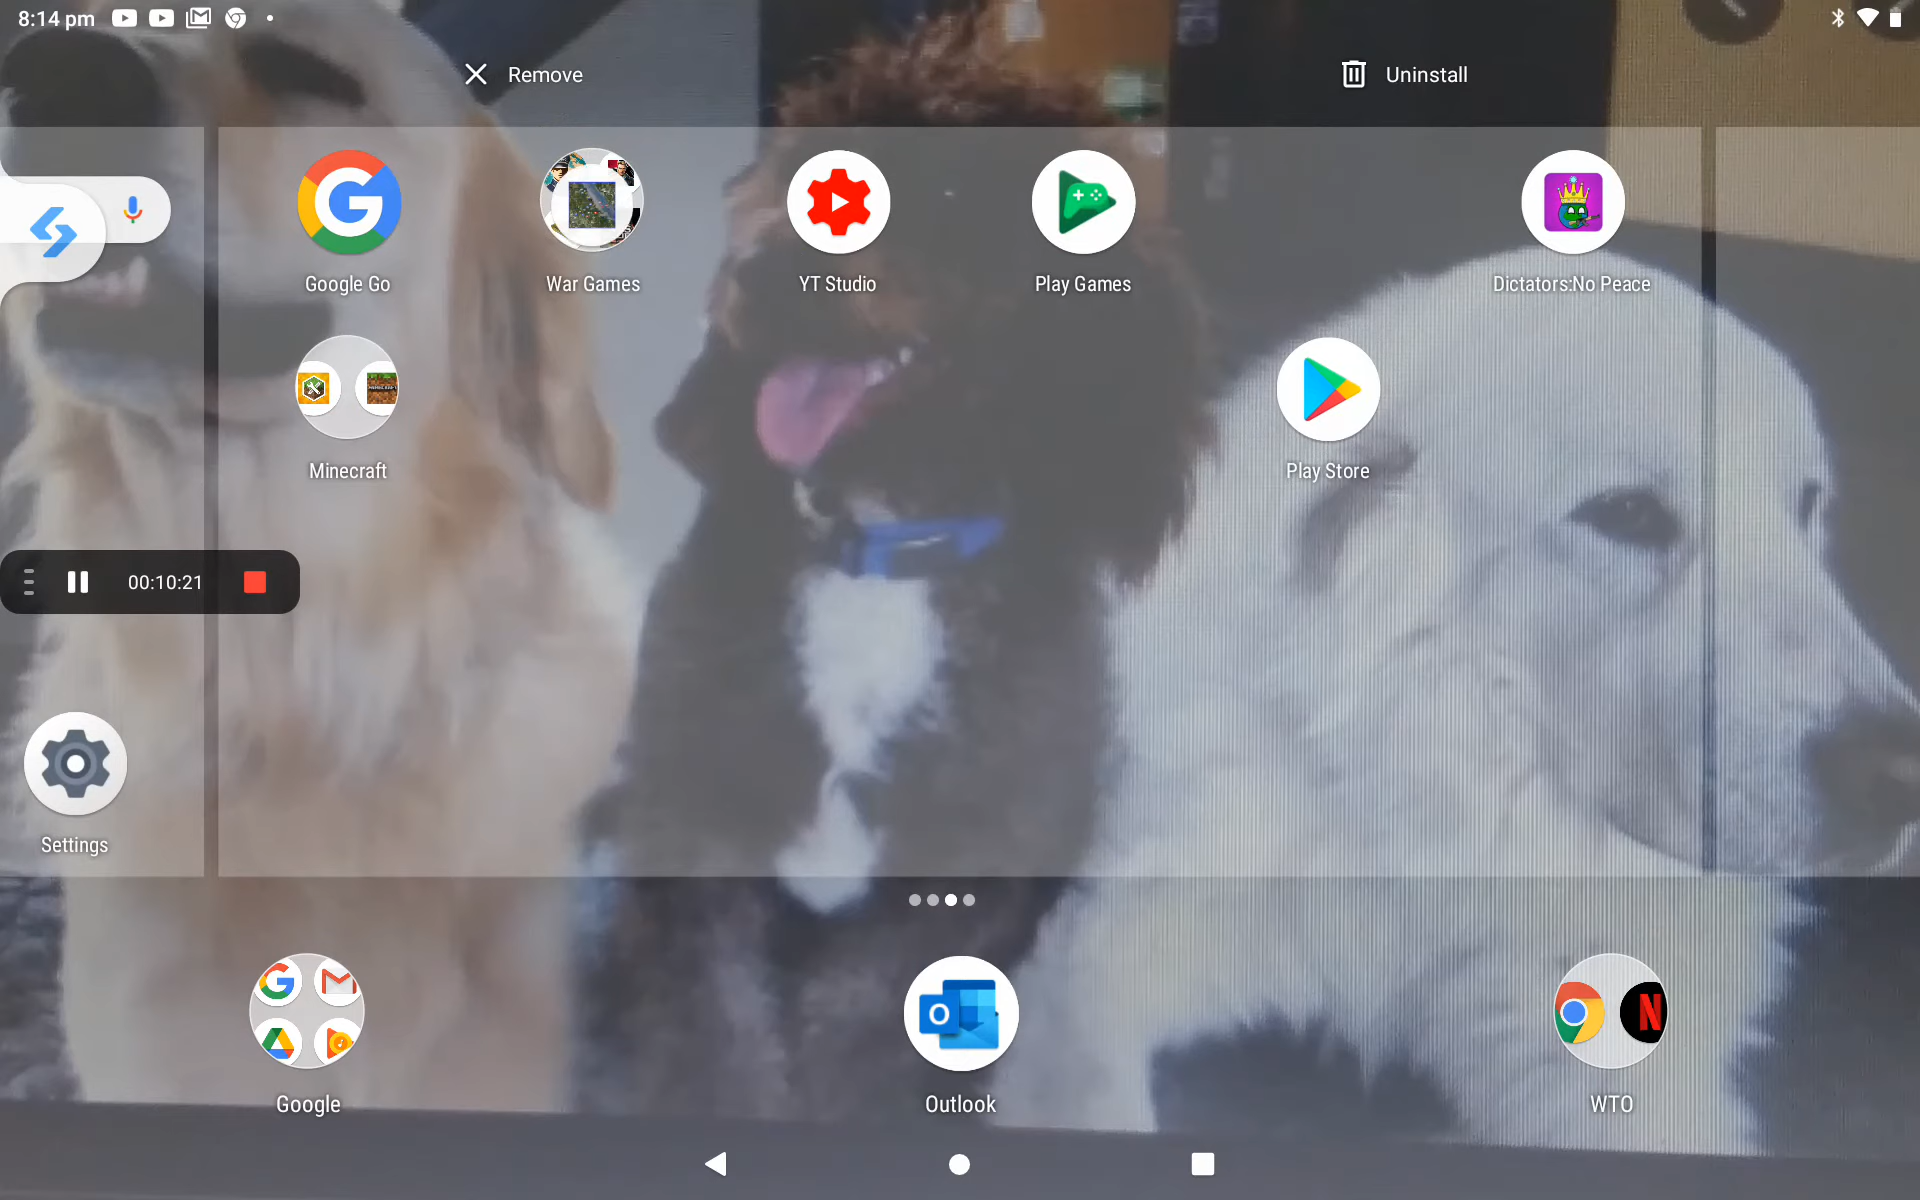 8:14 pm
Remove
Uninstall
Google Go
War Games
YT Studio
Play Games
Dictators:No Peace
Minecraft
Play Store
00:10:21
Settings
Google
Outlook
WTO